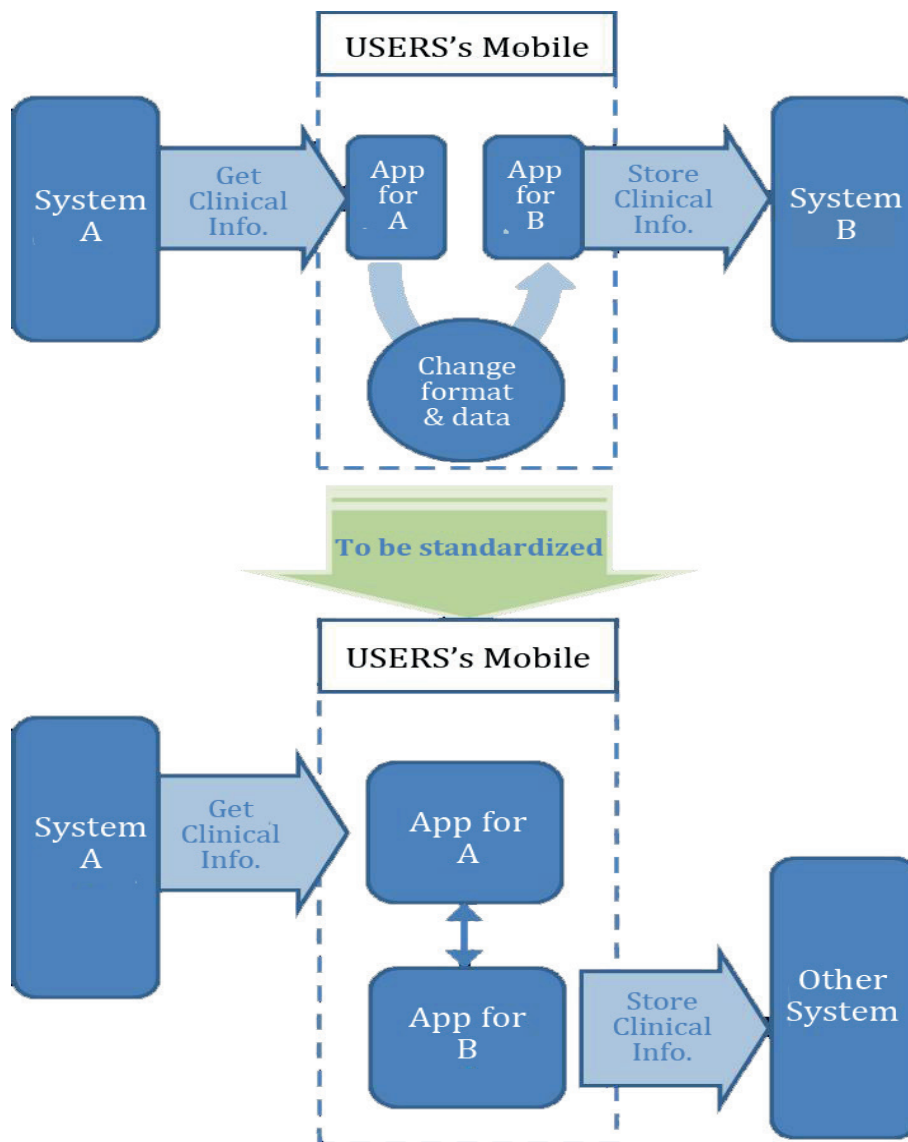 USERS's Mobile
System
A
Get
Clinical
Info.
App
for
A
App
for
B
Store
Clinical
Info.
System
B
Change
format
& data
To be standardized
USERS's Mobile
System
A
Get
Clinical
Info.
App for
A
App for
B
Store
Clinical
Info.
Other
System